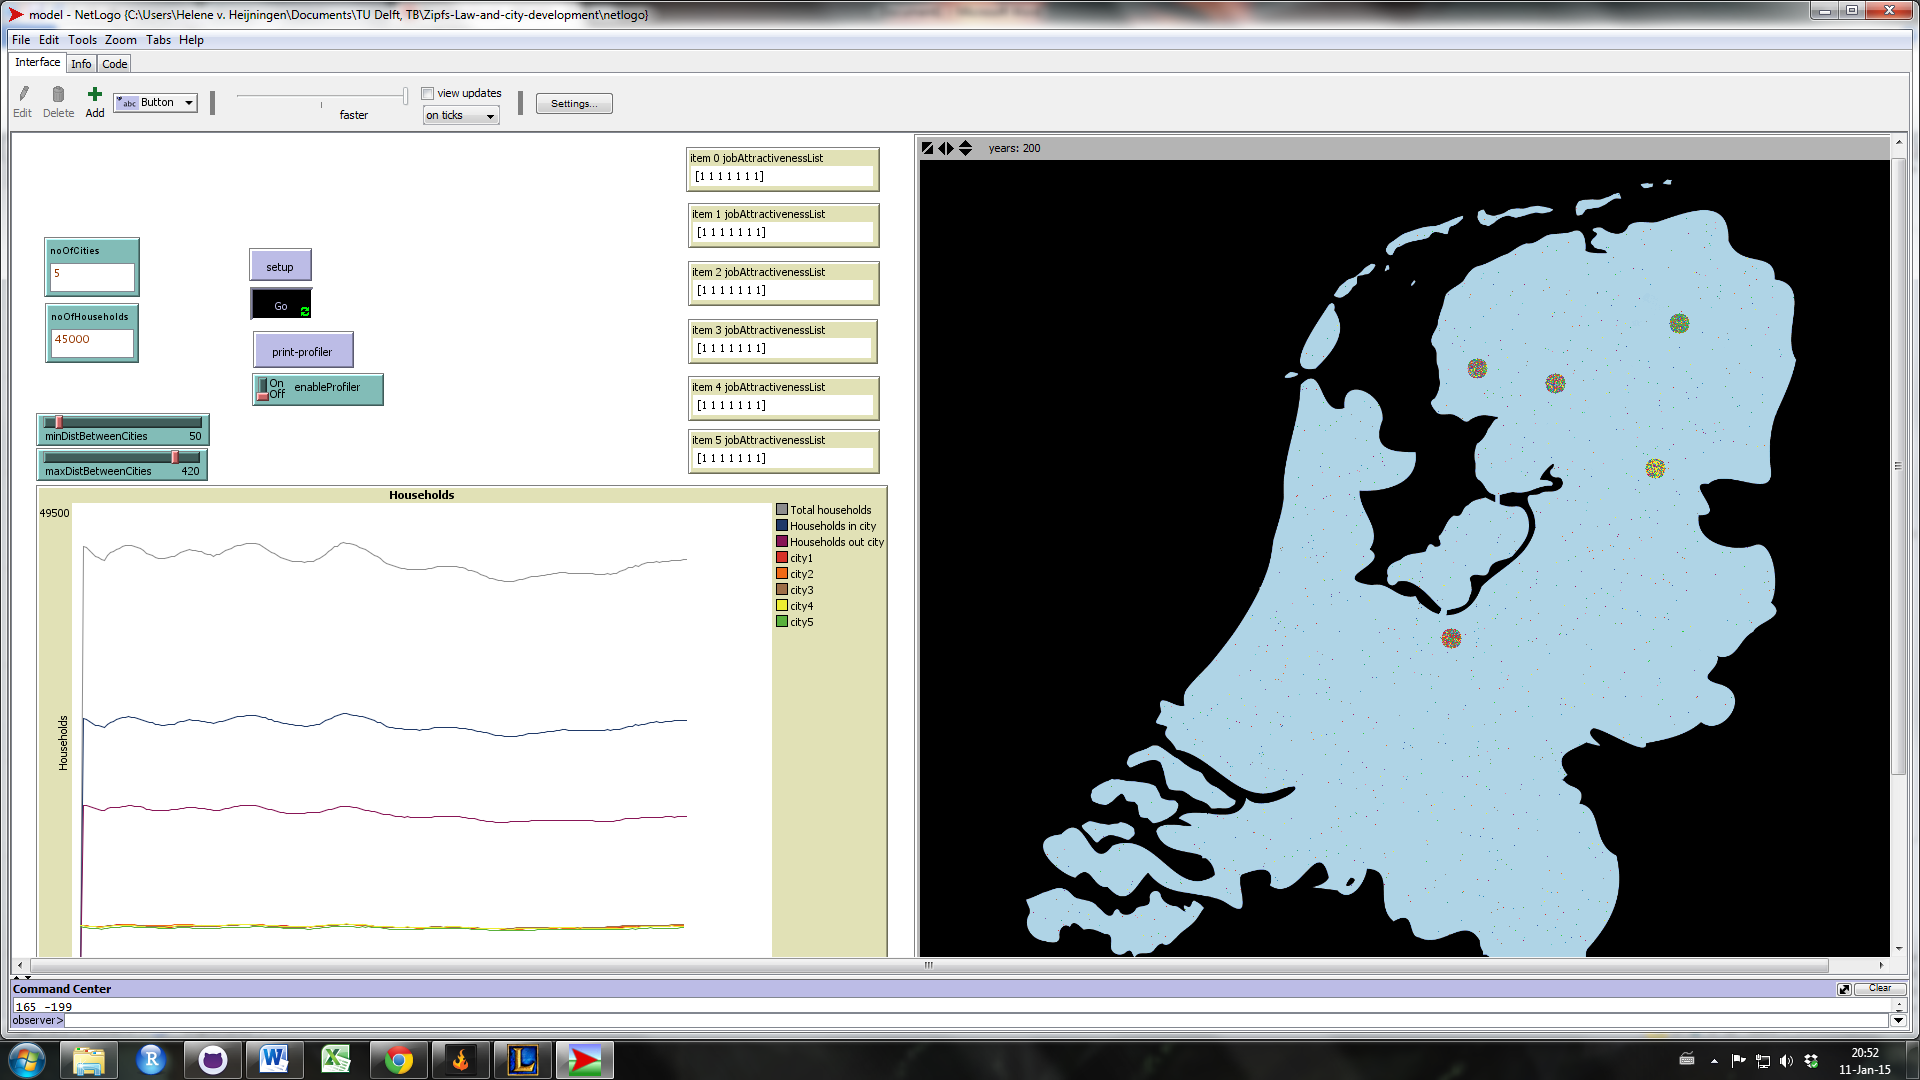 model - NetLogo {C:\Users\Helene v. Heijningen\Documents\TU Delft, TB\Zipfs-Law-and-city-development\netlogo}
File Edit Tools Zoom Tabs Help
Interface Info Code
Edit Delete Add abc Button faster view updates on ticks Settings...
years: 200
item 0 jobAttractivenessList
[1 1 1 1 1 1 1]
item 1 jobAttractivenessList
[1 1 1 1 1 1 1]
item 2 jobAttractivenessList
[1 1 1 1 1 1 1]
item 3 jobAttractivenessList
[1 1 1 1 1 1 1]
item 4 jobAttractivenessList
[1 1 1 1 1 1 1]
item 5 jobAttractivenessList
[1 1 1 1 1 1 1]
noOfCities
5
noOfHouseholds
45000
setup
Go
print-profiler
On
Off
enableProfiler
minDistBetweenCities 50
maxDistBetweenCities 420
Households
49500
Households
Total households
Households in city
Households out city
city1
city2
city3
city4
city5
Command Center
Clear
165 -199
observer>
20:52
11-Jan-15